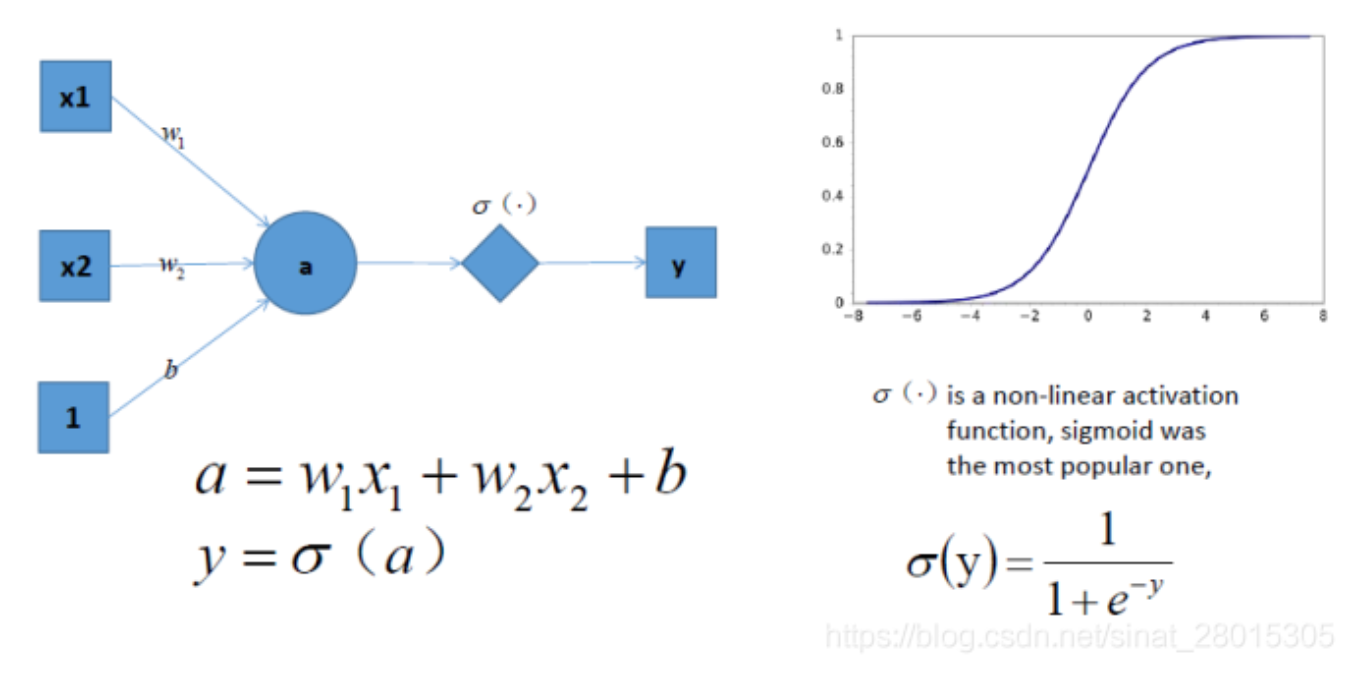 x1
w₁
x2
w₂
1
b
a
σ（·）
y
a = w₁x₁ + w₂x₂ + b
y = σ（a）
1
0.8
0.6
0.4
0.2
0
−8 −6 −4 −2 0 2 4 6 8
σ（·）is a non-linear activation
function, sigmoid was
the most popular one,
σ(y) = 1 / (1 + e⁻ʸ)
https://blog.csdn.net/sinat_28015305